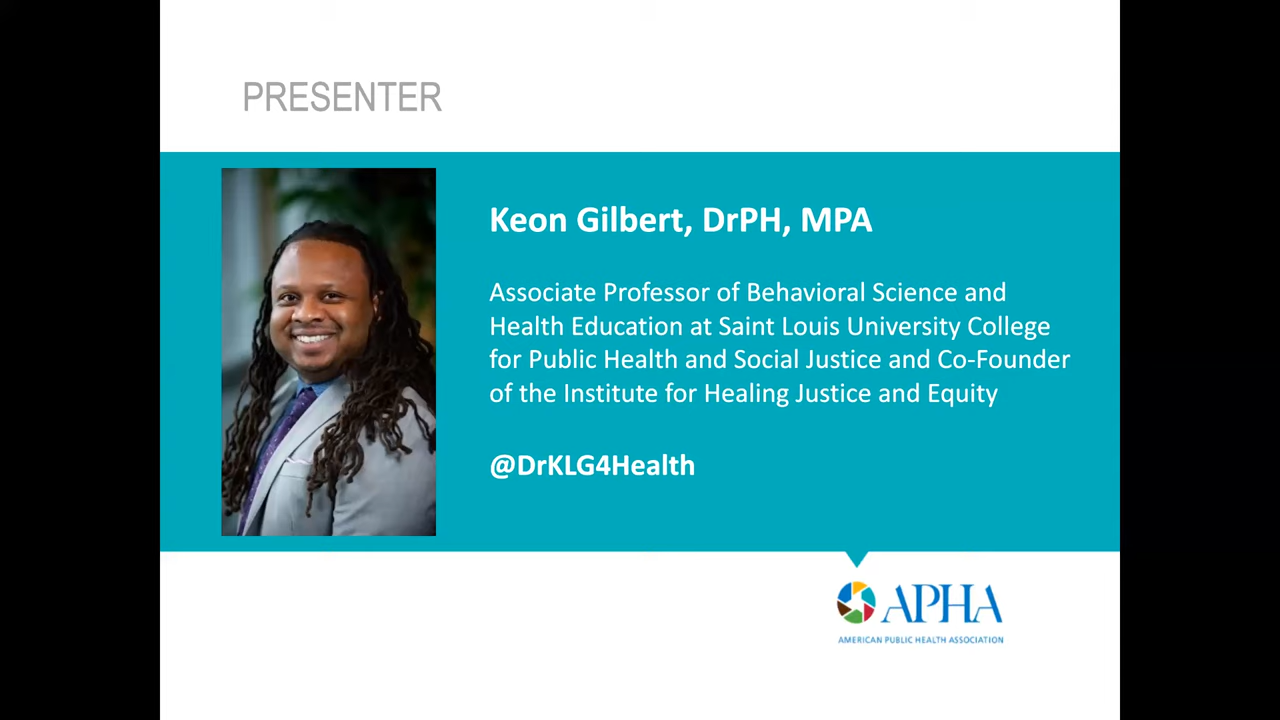 PRESENTER
Keon Gilbert, DrPH, MPA
Associate Professor of Behavioral Science and
Health Education at Saint Louis University College
for Public Health and Social Justice and Co-Founder
of the Institute for Healing Justice and Equity
@DrKLG4Health
APHA
AMERICAN PUBLIC HEALTH ASSOCIATION